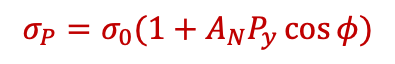 σ_P = σ_0(1 + A_N P_y cos ϕ)